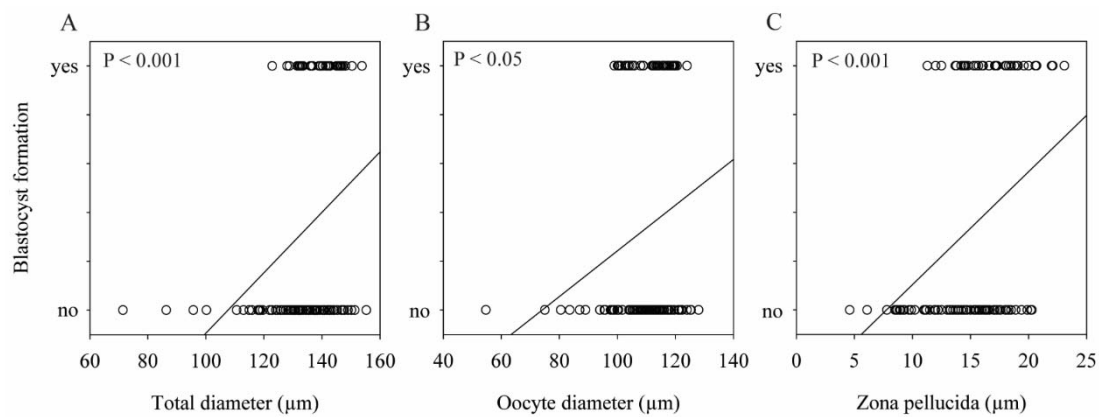 A
B
C
P < 0.001
P < 0.05
P < 0.001
yes
yes
yes
Blastocyst formation
no
no
no
60 80 100 120 140 160
40 60 80 100 120 140
0 5 10 15 20 25
Total diameter (µm)
Oocyte diameter (µm)
Zona pellucida (µm)